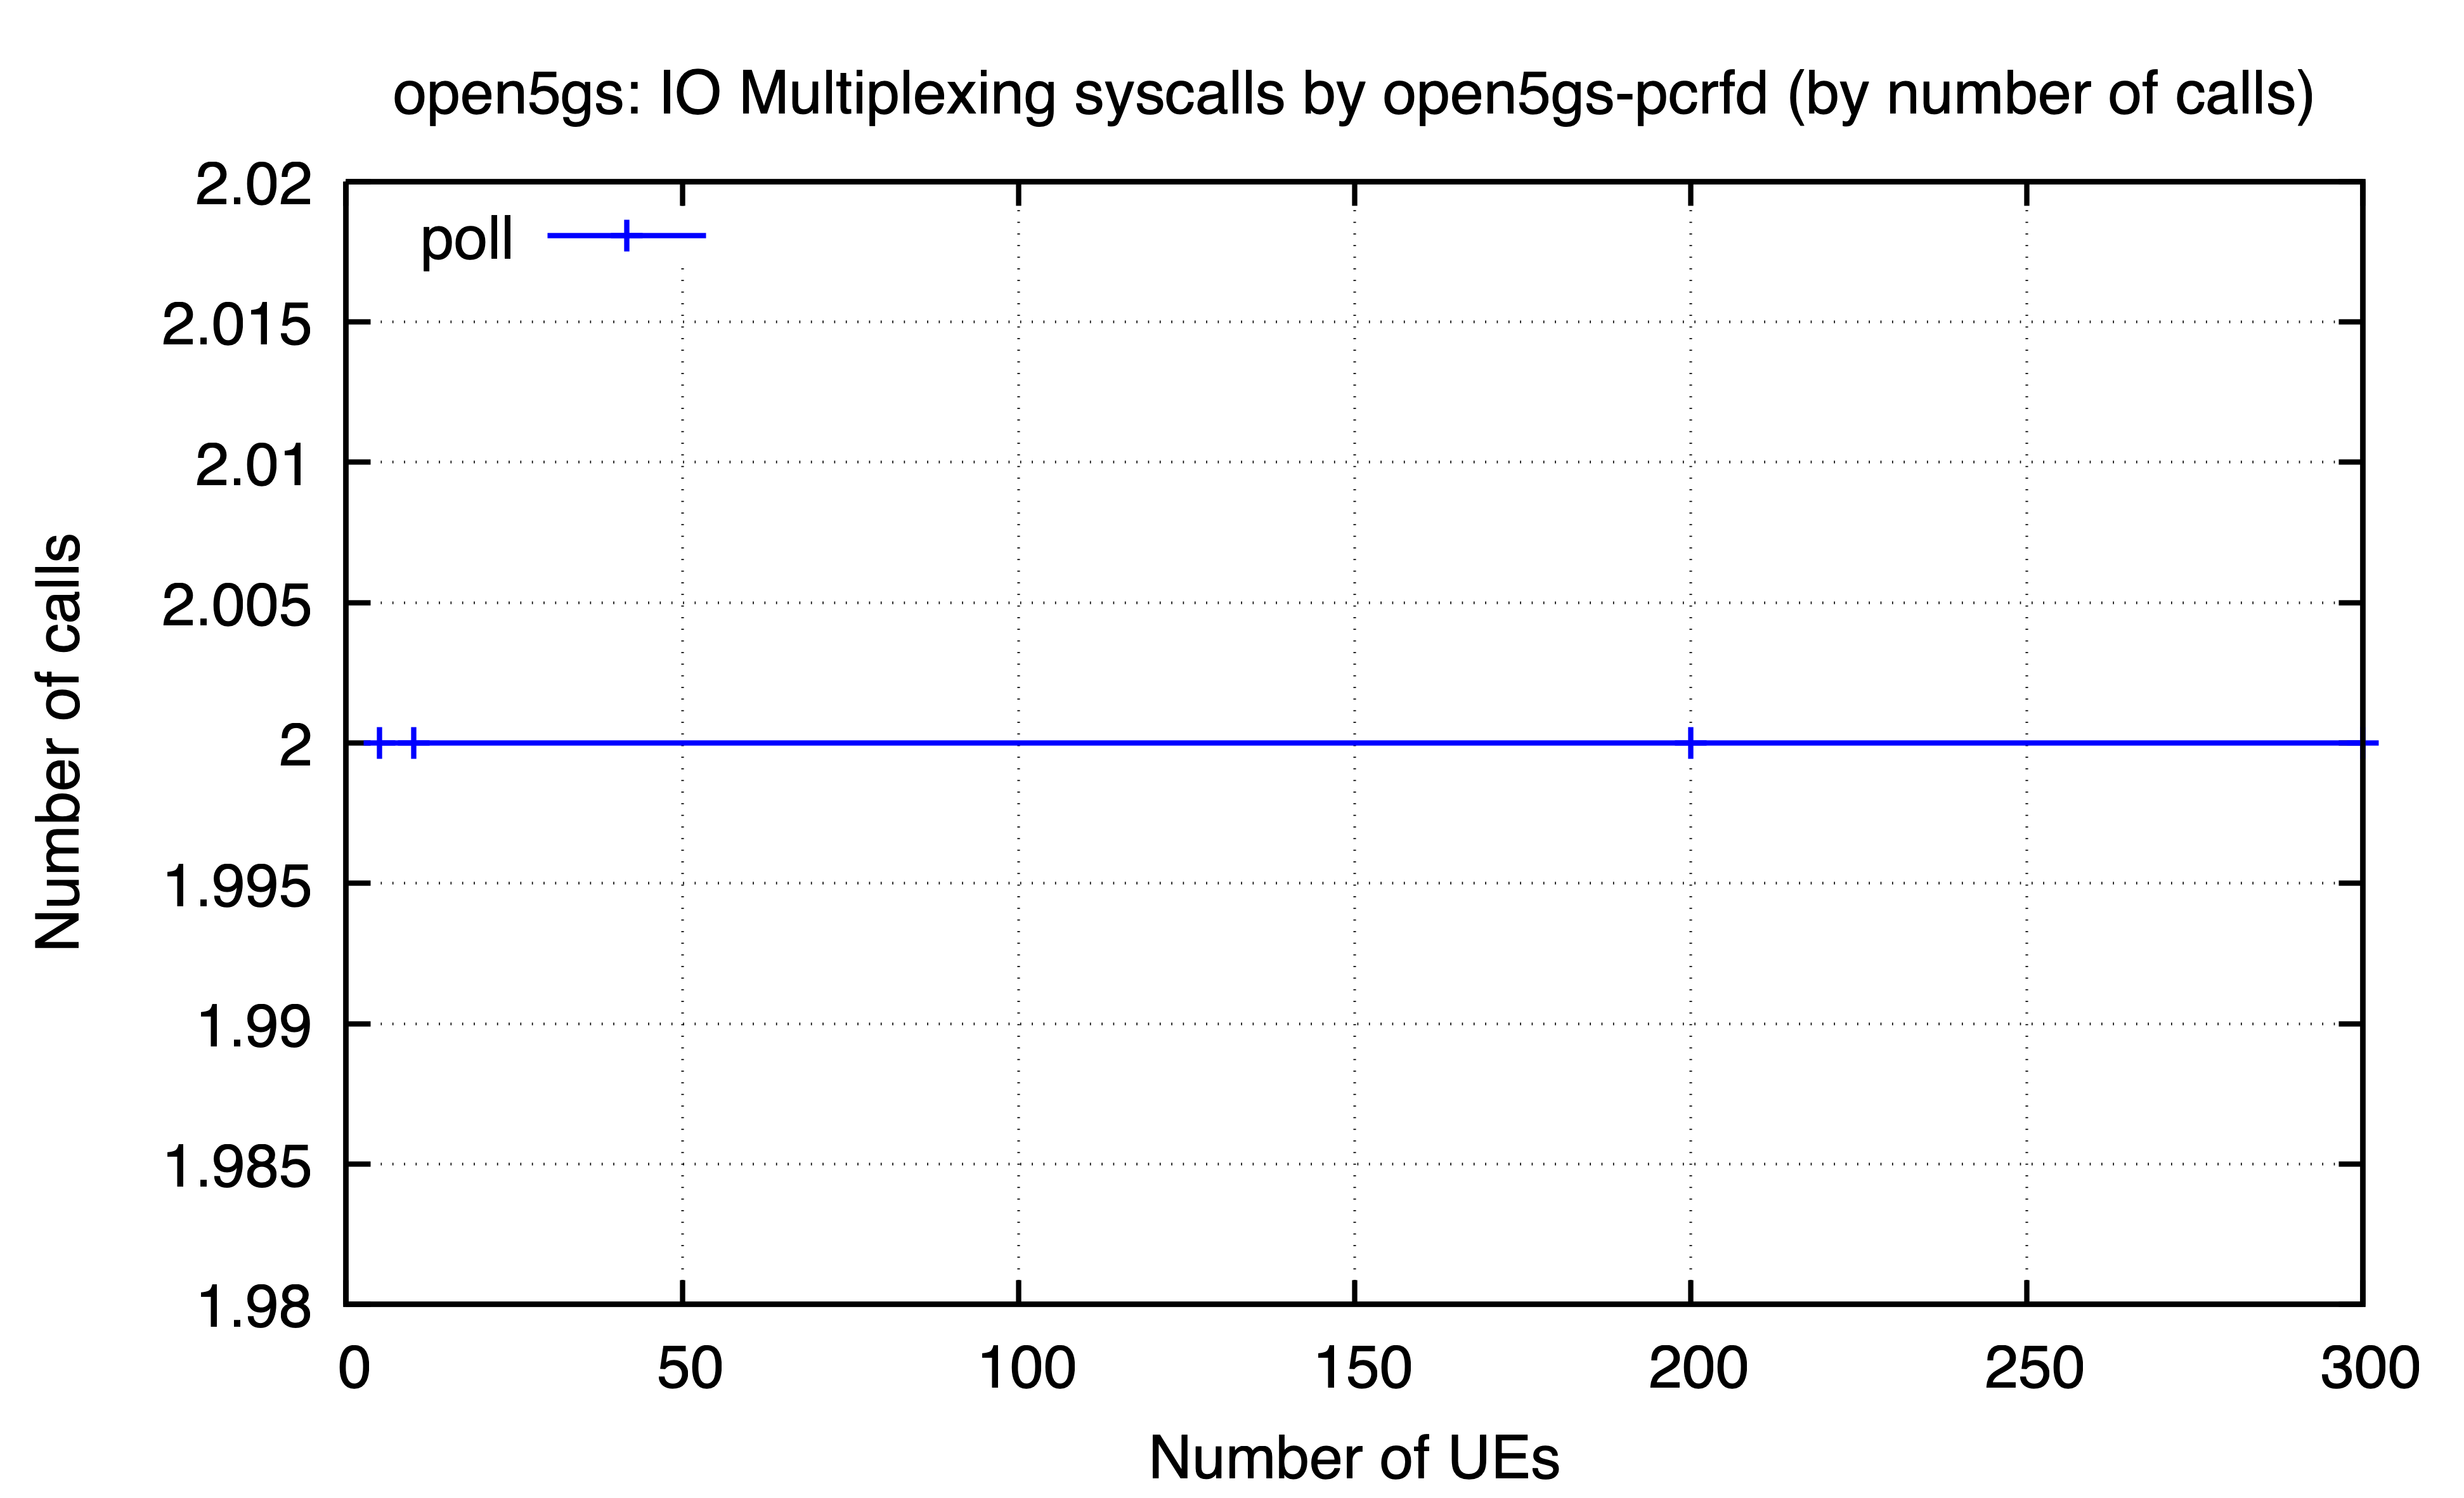 open5gs: IO Multiplexing syscalls by open5gs-pcrfd (by number of calls)
2.02
poll
2.015
2.01
2.005
2
1.995
1.99
1.985
1.98
Number of calls
0 50 100 150 200 250 300
Number of UEs